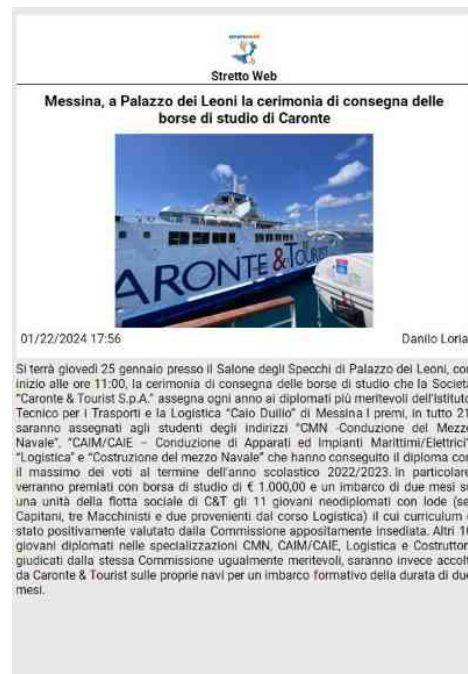 Stretto Web
Messina, a Palazzo dei Leoni la cerimonia di consegna delle
borse di studio di Caronte
ARONTE & TOURIST
01/22/2024 17:56 Danilo Loria
Si terrà giovedì 25 gennaio presso il Salone degli Specchi di Palazzo dei Leoni, con
inizio alle ore 11:00, la cerimonia di consegna delle borse di studio che la Società
"Caronte & Tourist S.p.A." assegna ogni anno ai diplomati più meritevoli dell'Istituto
Tecnico per i Trasporti e la Logistica "Caio Duilio" di Messina I premi, in tutto 21,
saranno assegnati agli studenti degli indirizzi "CMN -Conduzione del Mezzo
Navale", "CAIM/CAIE – Conduzione di Apparati ed Impianti Marittimi/Elettrici"
"Logistica" e "Costruzione del mezzo Navale" che hanno conseguito il diploma con
il massimo dei voti al termine dell'anno scolastico 2022/2023. In particolare
verranno premiati con borsa di studio di € 1.000,00 e un imbarco di due mesi su
una unità della flotta sociale di C&T gli 11 giovani neodiplomati con lode (sei
Capitani, tre Macchinisti e due provenienti dal corso Logistica) il cui curriculum è
stato positivamente valutato dalla Commissione appositamente insediata. Altri 10
giovani diplomati nelle specializzazioni CMN, CAIM/CAIE, Logistica e Costruttori
giudicati dalla stessa Commissione ugualmente meritevoli, saranno invece accolti
da Caronte & Tourist sulle proprie navi per un imbarco formativo della durata di due
mesi.